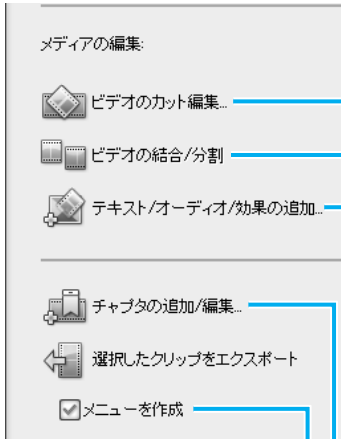 メディアの編集:
ビデオのカット編集...
ビデオの結合/分割
テキスト/オーディオ/効果の追加...
チャプタの追加/編集...
選択したクリップをエクスポート
メニューを作成